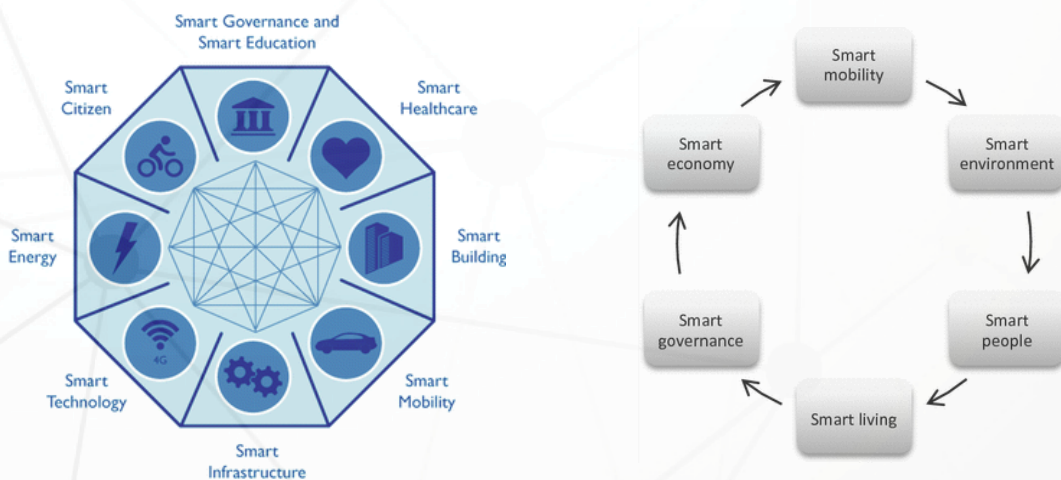 Smart Governance and
Smart Education
Smart
Citizen
Smart
Healthcare
Smart
Energy
Smart
Building
4G
Smart
Technology
Smart
Mobility
Smart
Infrastructure
Smart
mobility
Smart
economy
Smart
environment
Smart
governance
Smart
people
Smart living